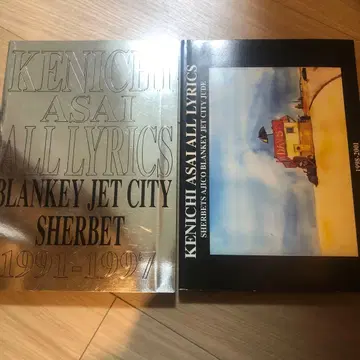 KENICHI
ASAI
ALL LYRICS
BLANKEY JET CITY
SHERBET
1991-1997
KENICHI ASAI ALL LYRICS
SHERBETS AJICO BLANKEY JET CITY JUDE
1998-2001